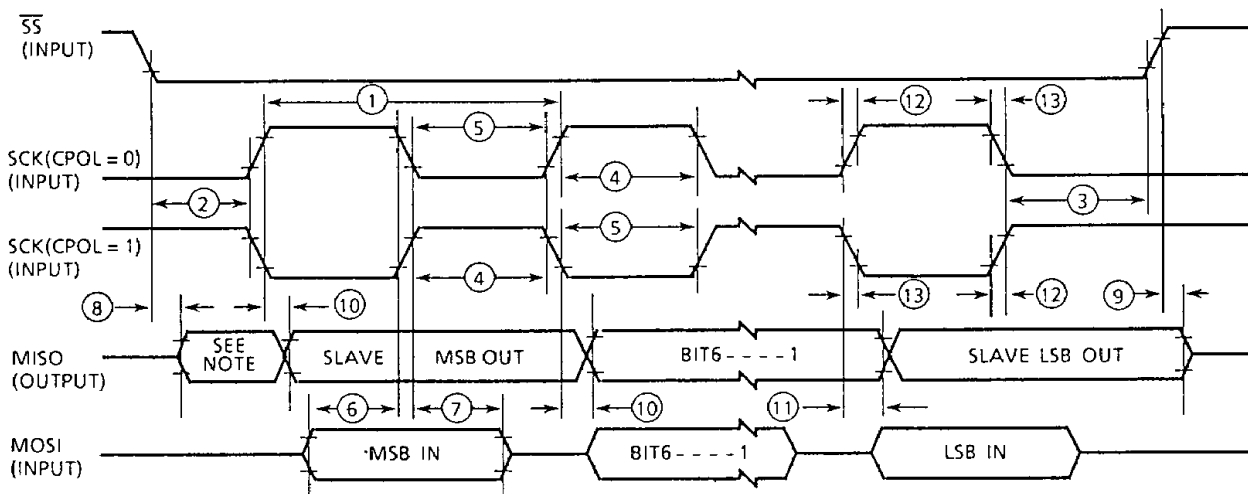 SS
(INPUT)
1
12
13
5
SCK(CPOL = 0)
(INPUT)
4
2
3
5
SCK(CPOL = 1)
(INPUT)
4
8
10
13
12
9
MISO
(OUTPUT)
SEE
NOTE
SLAVE
MSB OUT
BIT6 - - - - 1
SLAVE LSB OUT
6
7
10
11
MOSI
(INPUT)
MSB IN
BIT6 - - - - 1
LSB IN